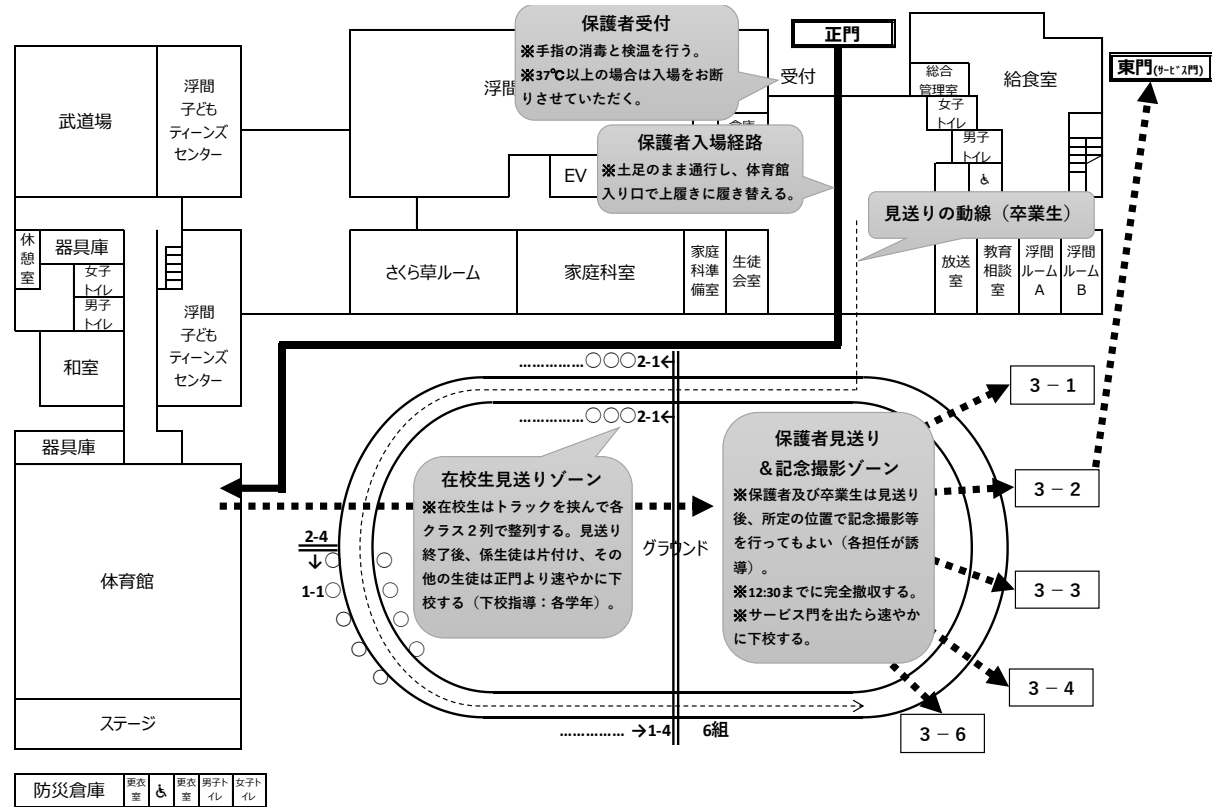 保護者受付
※手指の消毒と検温を行う。
※37℃以上の場合は入場をお断
りさせていただく。
正門
受付
東門(ｻｰﾋﾞｽ門)
武道場
浮間
子ども
ティーンズ
センター
浮間
総合
管理室
給食室
女子
トイレ
男子
トイレ
EV
保護者入場経路
※土足のまま通行し、体育館
入り口で上履きに履き替える。
見送りの動線（卒業生）
休
憩
室
器具庫
女子
トイレ
男子
トイレ
和室
浮間
子ども
ティーンズ
センター
さくら草ルーム
家庭科室
家庭
科準
備室
生徒
会室
放送
室
教育
相談
室
浮間
ルーム
A
浮間
ルーム
B
……………○○○2-1←
……………○○○2-1←
器具庫
体育館
ステージ
在校生見送りゾーン
※在校生はトラックを挟んで各
クラス２列で整列する。見送り
終了後、係生徒は片付け、その
他の生徒は正門より速やかに下
校する（下校指導：各学年）。
グラウンド
保護者見送り
＆記念撮影ゾーン
※保護者及び卒業生は見送り
後、所定の位置で記念撮影等
を行ってもよい（各担任が誘
導）。
※12:30までに完全撤収する。
※サービス門を出たら速やか
に下校する。
3－1
3－2
3－3
3－4
3－6
2-4
↓
1-1
……………→1-4
6組
防災倉庫
更衣
室
更衣
室
男子ト
イレ
女子ト
イレ